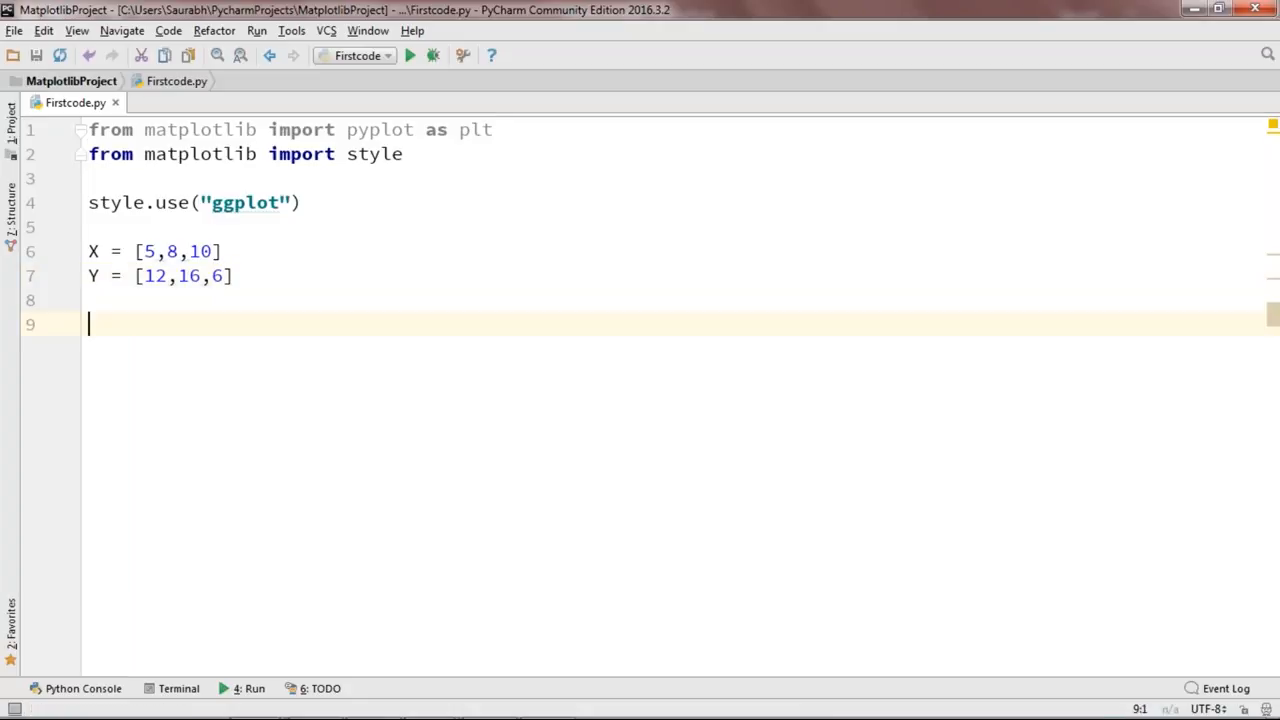 MatplotlibProject - [C:\Users\Saurabh\PycharmProjects\MatplotlibProject] - ...\Firstcode.py - PyCharm Community Edition 2016.3.2
File Edit View Navigate Code Refactor Run Tools VCS Window Help
Firstcode
MatplotlibProject Firstcode.py
Firstcode.py
1: Project
Z: Structure
2: Favorites
1 from matplotlib import pyplot as plt
2 from matplotlib import style
3
4 style.use("ggplot")
5
6 X = [5,8,10]
7 Y = [12,16,6]
8
9
Python Console Terminal 4: Run 6: TODO Event Log
9:1 n/a UTF-8